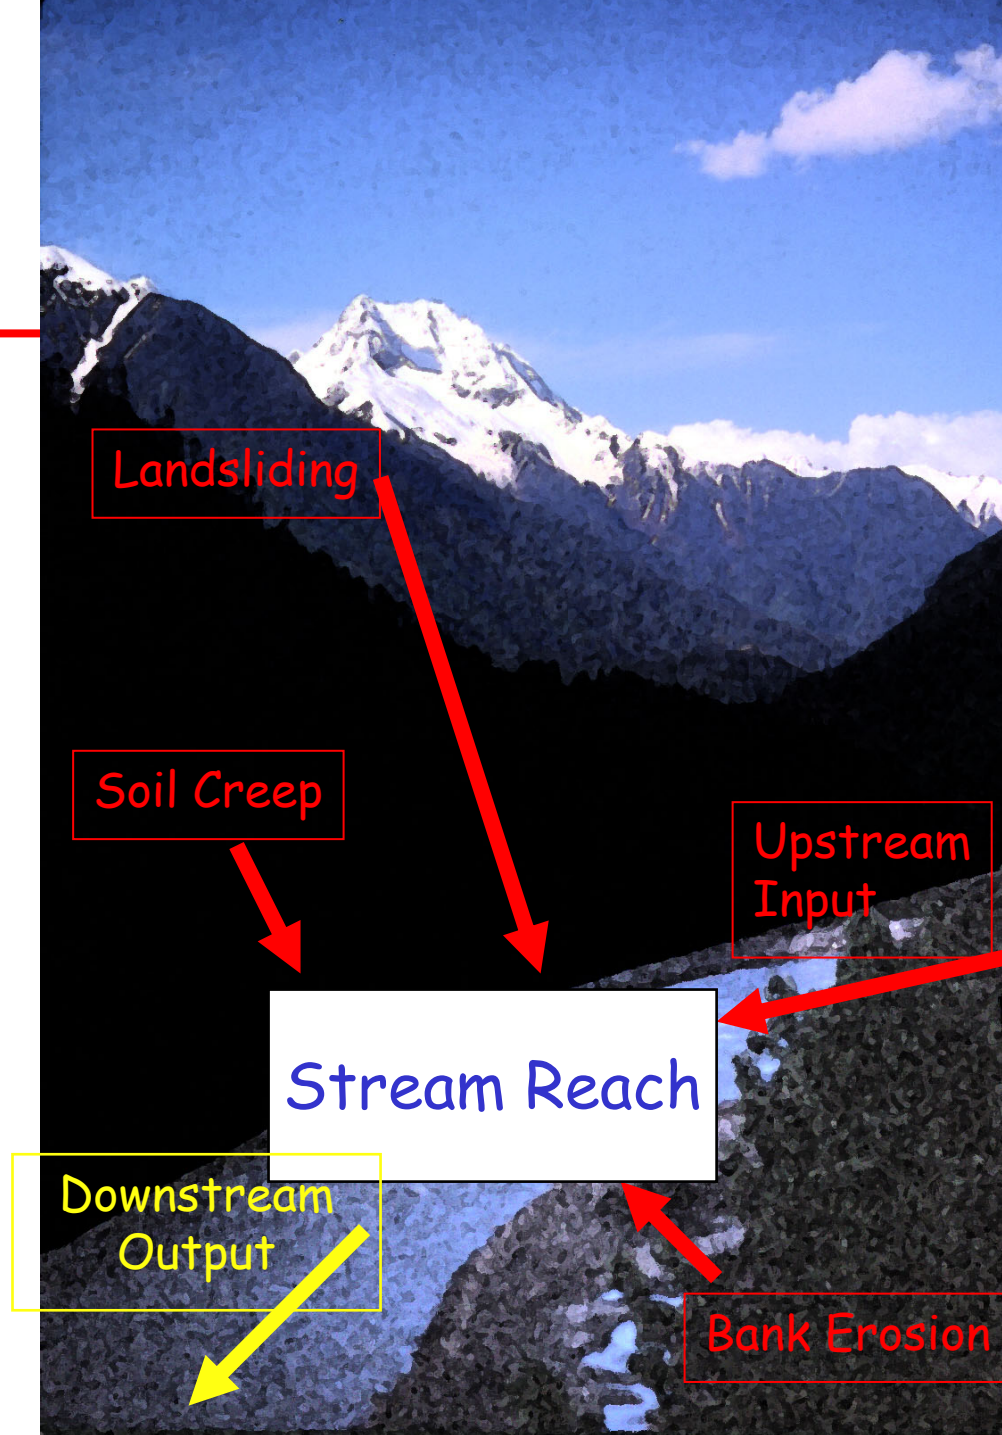 Landsliding
Soil Creep
Upstream
Input
Stream Reach
Downstream
Output
Bank Erosion